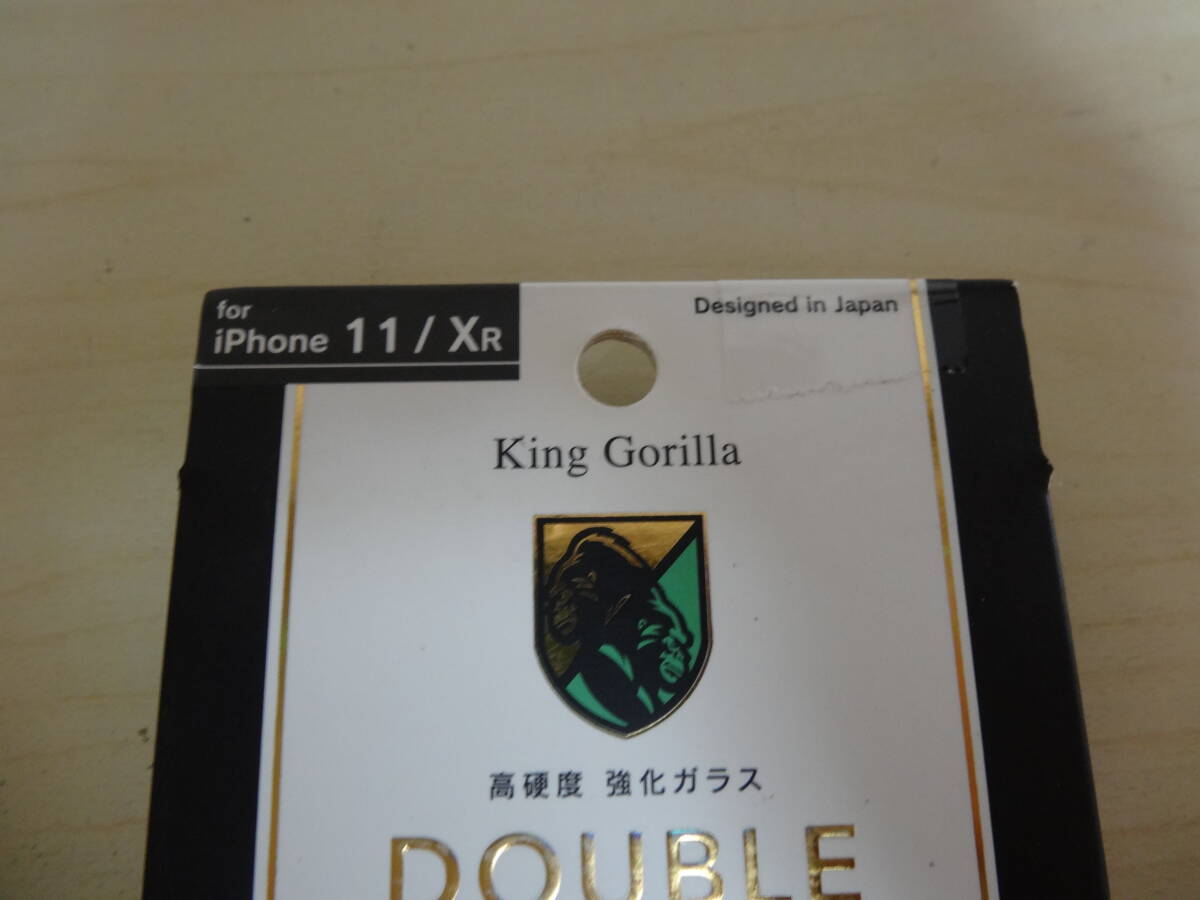 for
iPhone 11 / XR
Designed in Japan
King Gorilla
高硬度 強化ガラス
DOUBLE